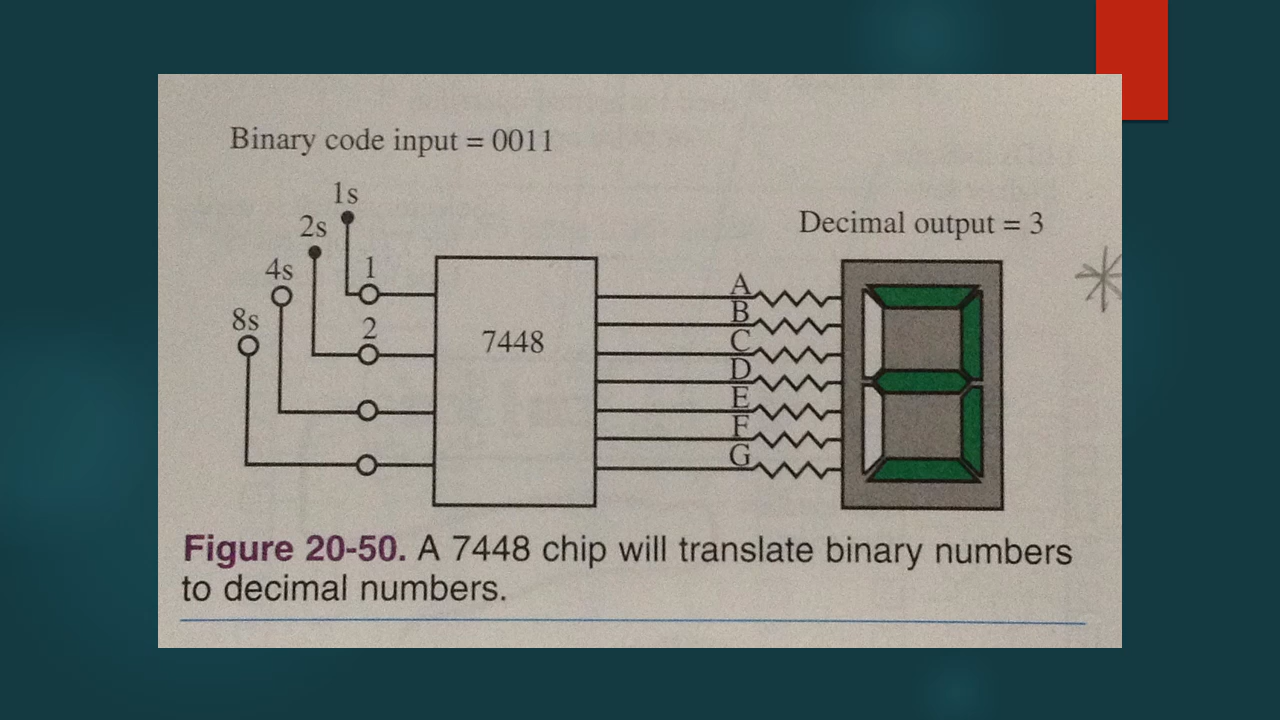 Binary code input = 0011
1s
2s
4s
8s
1
2
7448
Decimal output = 3
A
B
C
D
E
F
G
Figure 20-50. A 7448 chip will translate binary numbers
to decimal numbers.